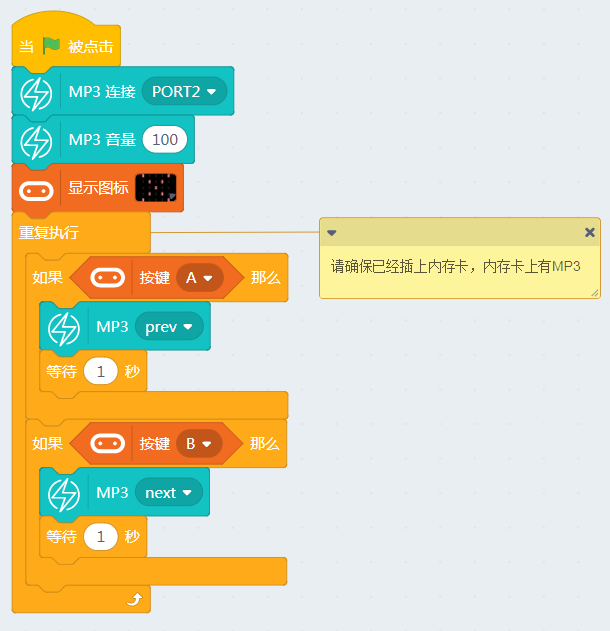 当 被点击
MP3 连接 PORT2
MP3 音量 100
显示图标
重复执行
请确保已经插上内存卡，内存卡上有MP3
如果 按键 A 那么
MP3 prev
等待 1 秒
如果 按键 B 那么
MP3 next
等待 1 秒